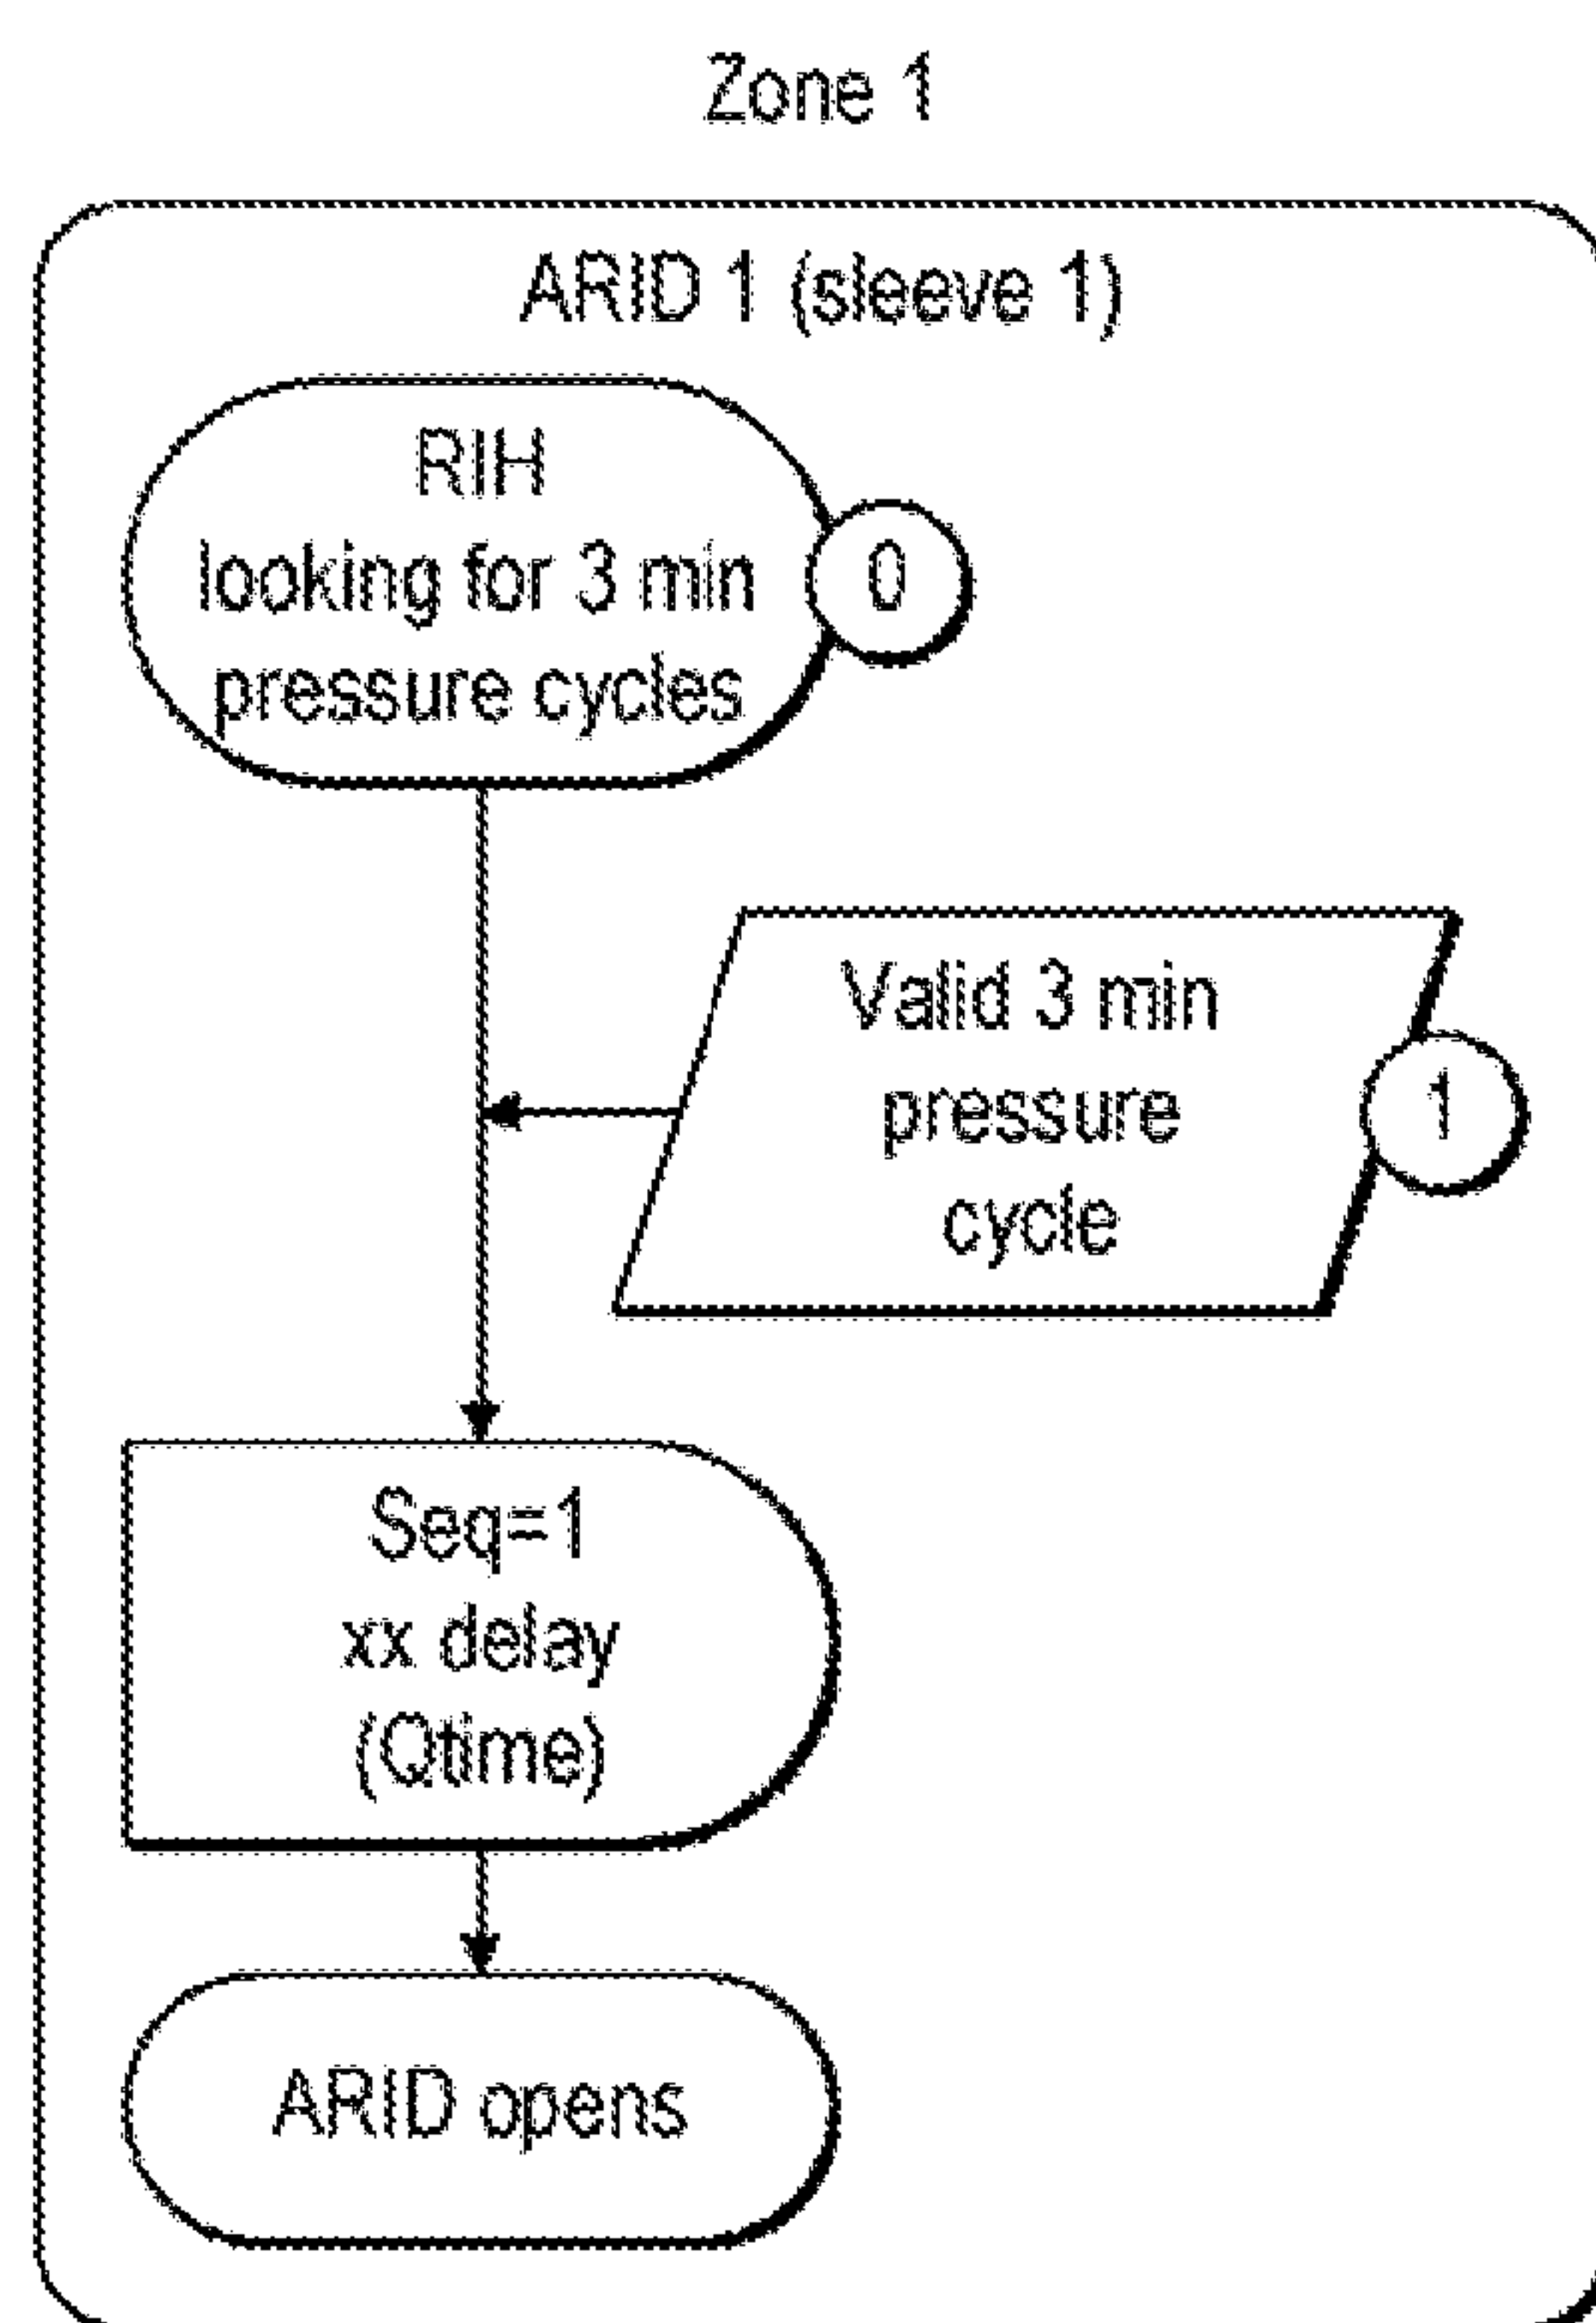 Zone 1
ARID 1 (sleeve 1)
RIH
looking for 3 min
pressure cycles
0
Valid 3 min
pressure
cycle
1
Seq=1
xx delay
(Qtime)
ARID opens